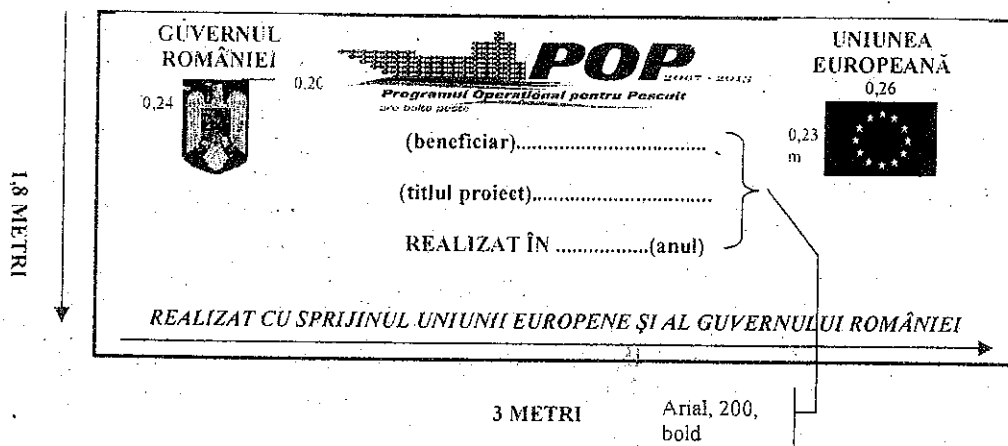 GUVERNUL
ROMÂNIEI
0,24
0,20
POP
2007 - 2013
Programul Operaţional pentru Pescuit
UNIUNEA
EUROPEANĂ
0,26
0,23
m
(beneficiar)................................
(titlul proiect)..............................
REALIZAT ÎN ................(anul)
REALIZAT CU SPRIJINUL UNIUNII EUROPENE ŞI AL GUVERNULUI ROMÂNIEI
1,8 METRI
3 METRI
Arial, 200,
bold